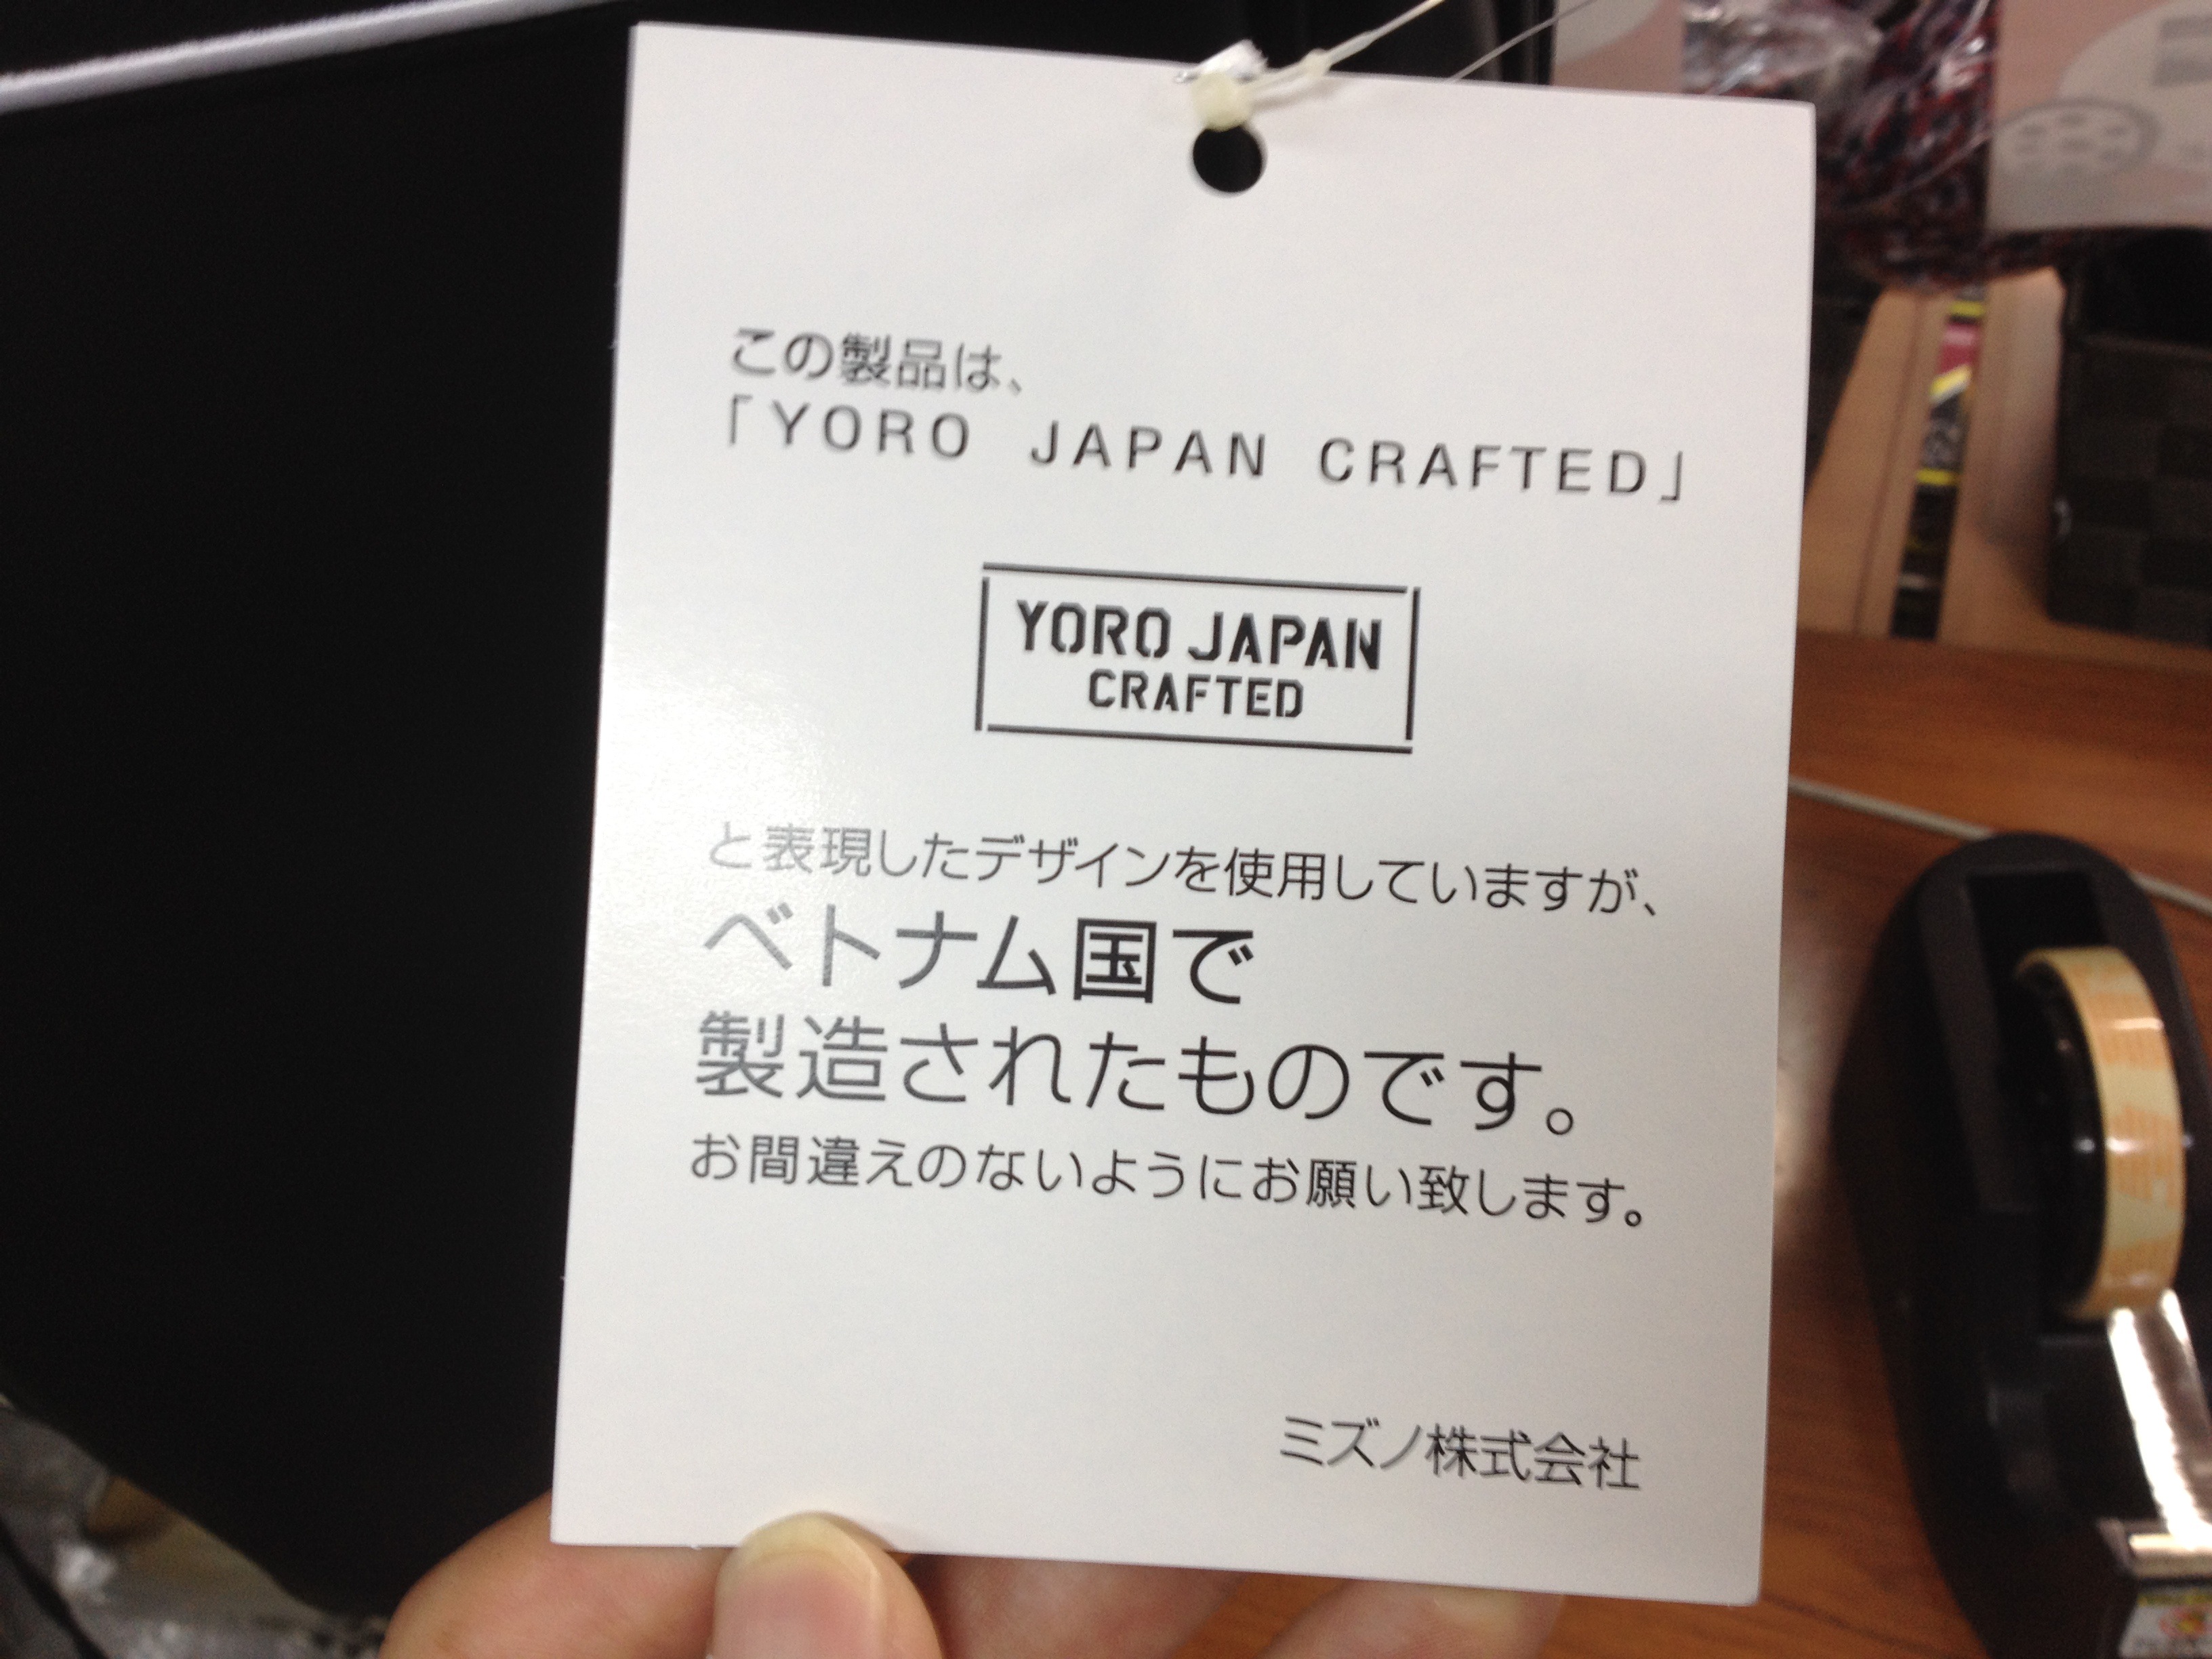 この製品は、
「YORO JAPAN CRAFTED」
YORO JAPAN
CRAFTED
と表現したデザインを使用していますが、
ベトナム国で
製造されたものです。
お間違えのないようにお願い致します。
ミズノ株式会社